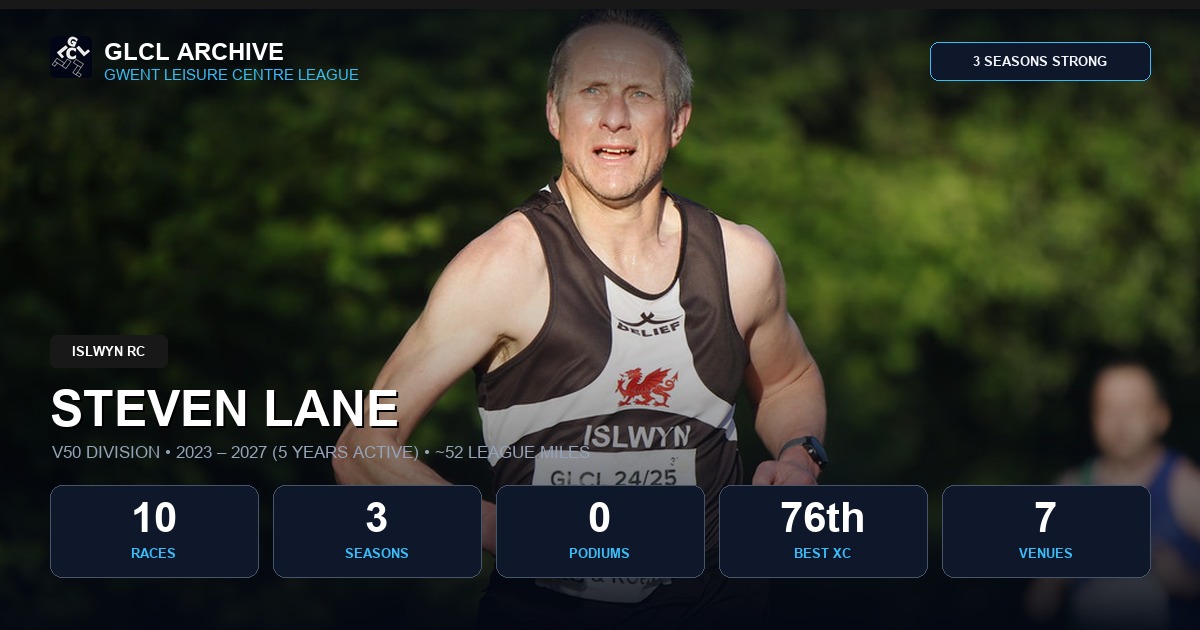 GLCL ARCHIVE
GWENT LEISURE CENTRE LEAGUE
3 SEASONS STRONG
BELIEF
ISLWYN RC
STEVEN LANE
ISLWYN
V50 DIVISION • 2023 – 2027 (5 YEARS ACTIVE) • ~52 LEAGUE MILES
GLCL 24/25
10
RACES
3
SEASONS
0
PODIUMS
76th
BEST XC
7
VENUES